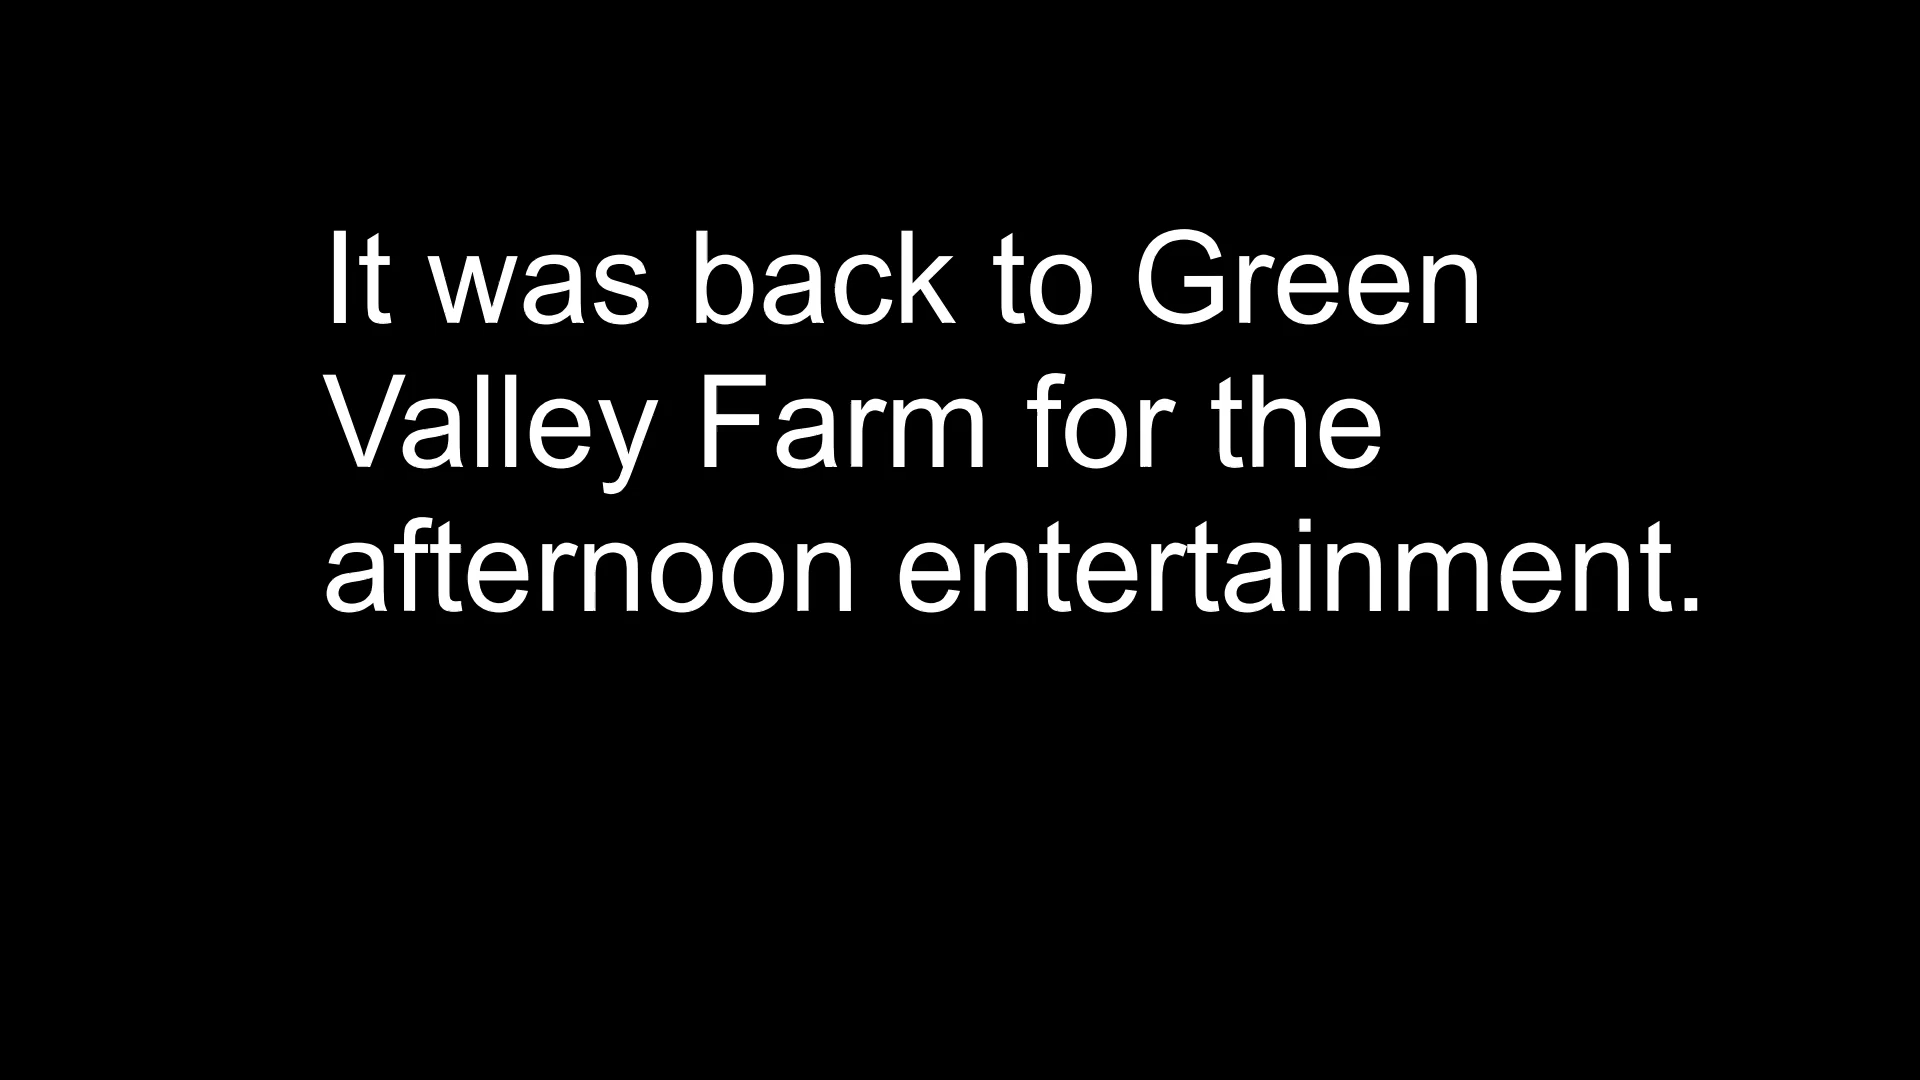 It was back to Green
Valley Farm for the
afternoon entertainment.